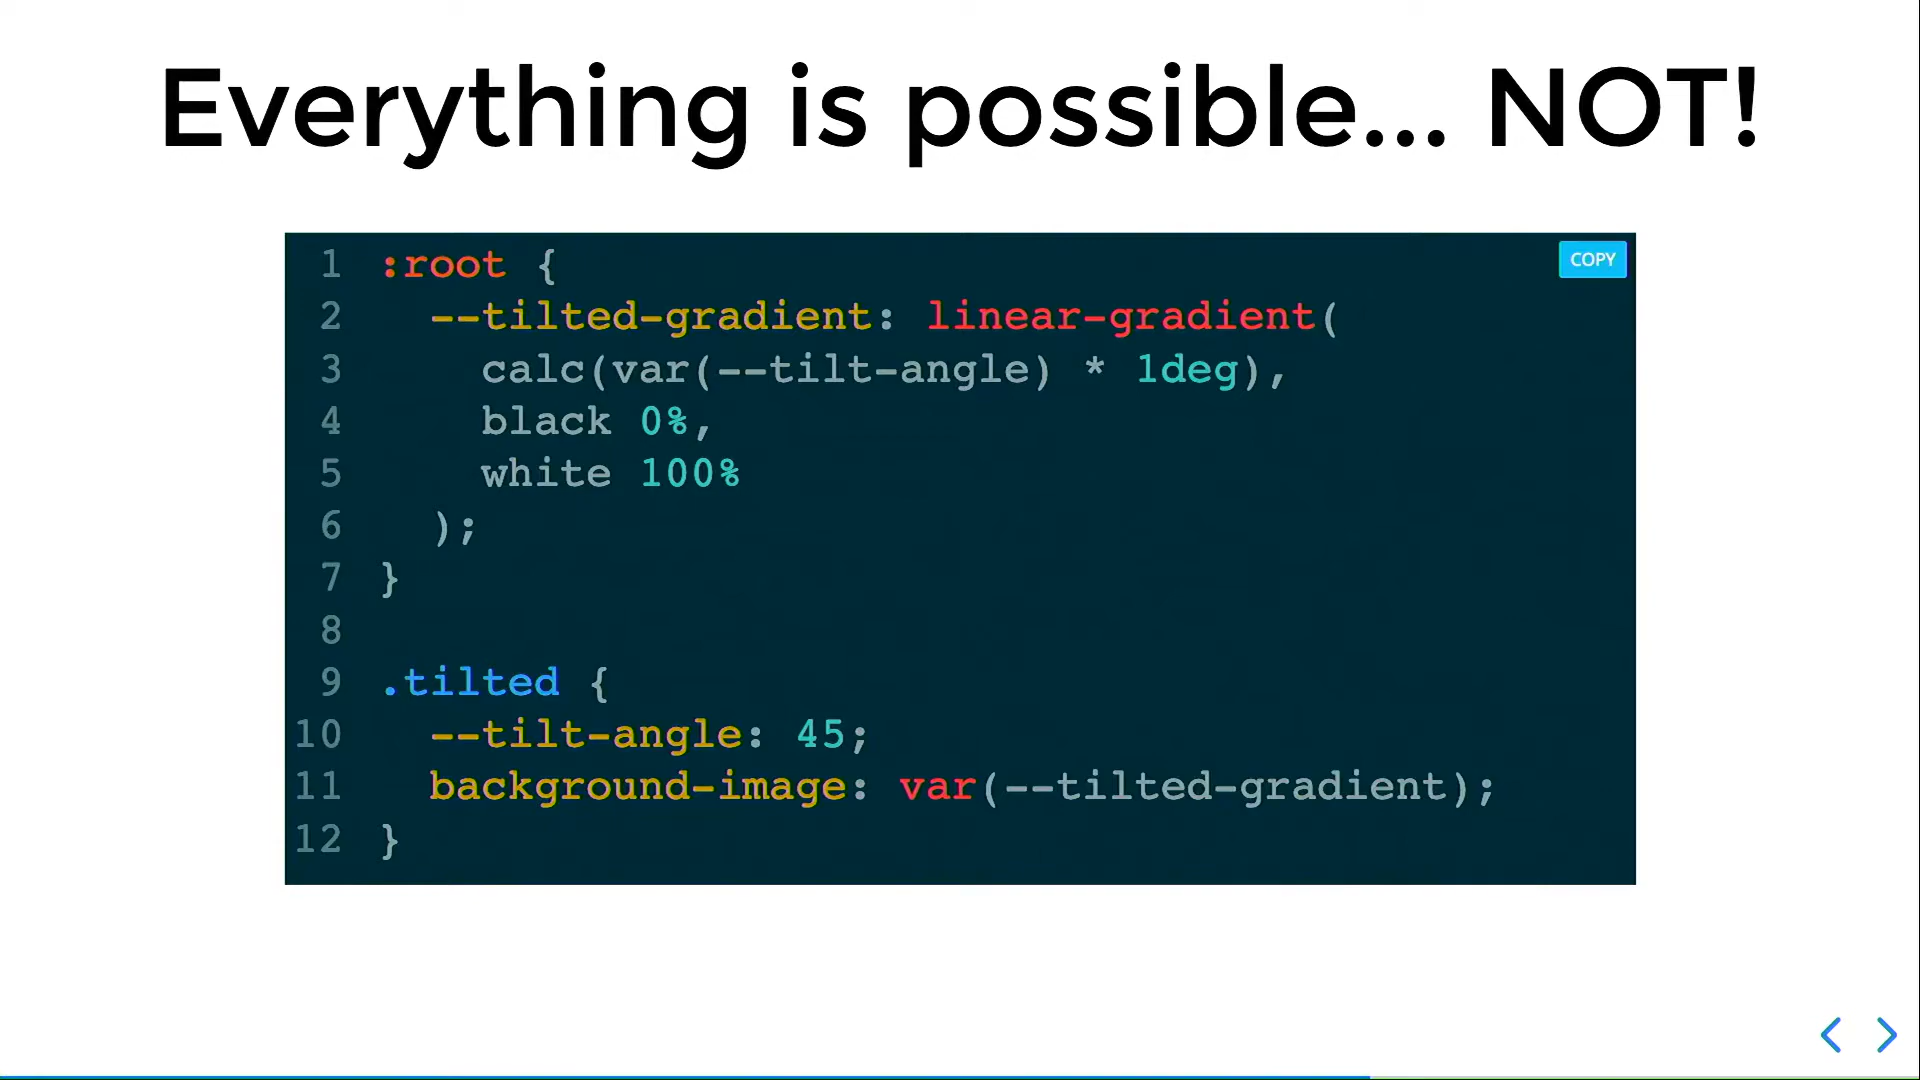 Everything is possible... NOT!
COPY
1 :root {
2   --tilted-gradient: linear-gradient(
3     calc(var(--tilt-angle) * 1deg),
4     black 0%,
5     white 100%
6   );
7 }
8
9 .tilted {
10   --tilt-angle: 45;
11   background-image: var(--tilted-gradient);
12 }